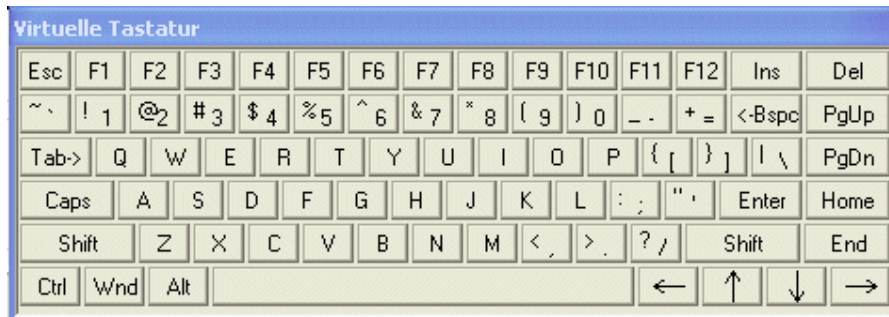 Virtuelle Tastatur
Esc F1 F2 F3 F4 F5 F6 F7 F8 F9 F10 F11 F12 Ins Del
~ ` ! 1 @ 2 # 3 $ 4 % 5 ^ 6 & 7 * 8 ( 9 ) 0 _ - + = <-Bspc PgUp
Tab-> Q W E R T Y U I O P { [ } ] | \ PgDn
Caps A S D F G H J K L : ; " ' Enter Home
Shift Z X C V B N M < , > . ? / Shift End
Ctrl Wnd Alt ← ↑ ↓ →